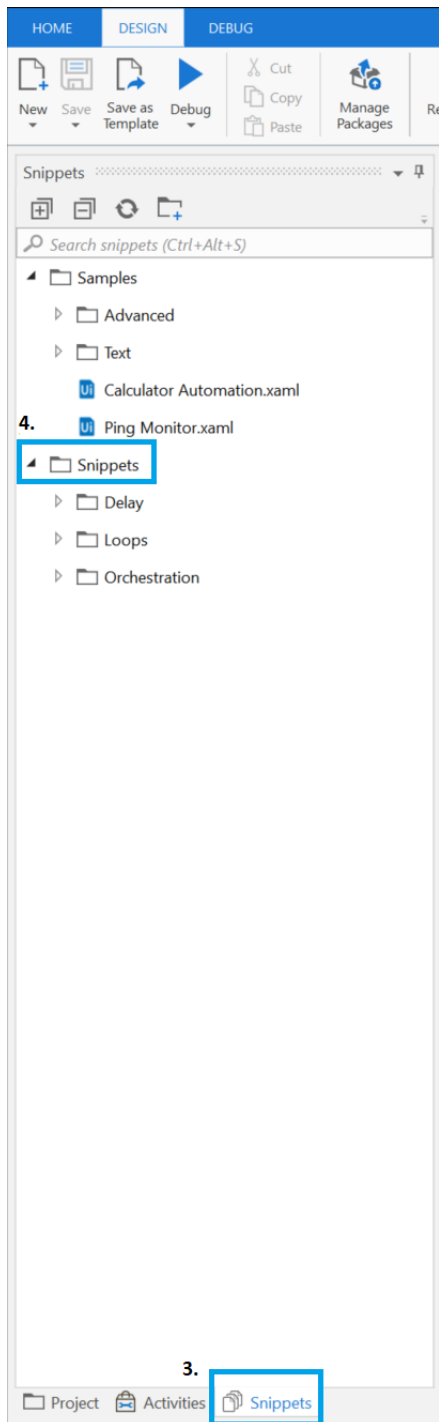 HOME DESIGN DEBUG
New Save Save as Template Debug Cut Copy Paste Manage Packages Re
Snippets
Search snippets (Ctrl+Alt+S)
Samples
Advanced
Text
Ui Calculator Automation.xaml
4.
Ui Ping Monitor.xaml
Snippets
Delay
Loops
Orchestration
3.
Project Activities Snippets